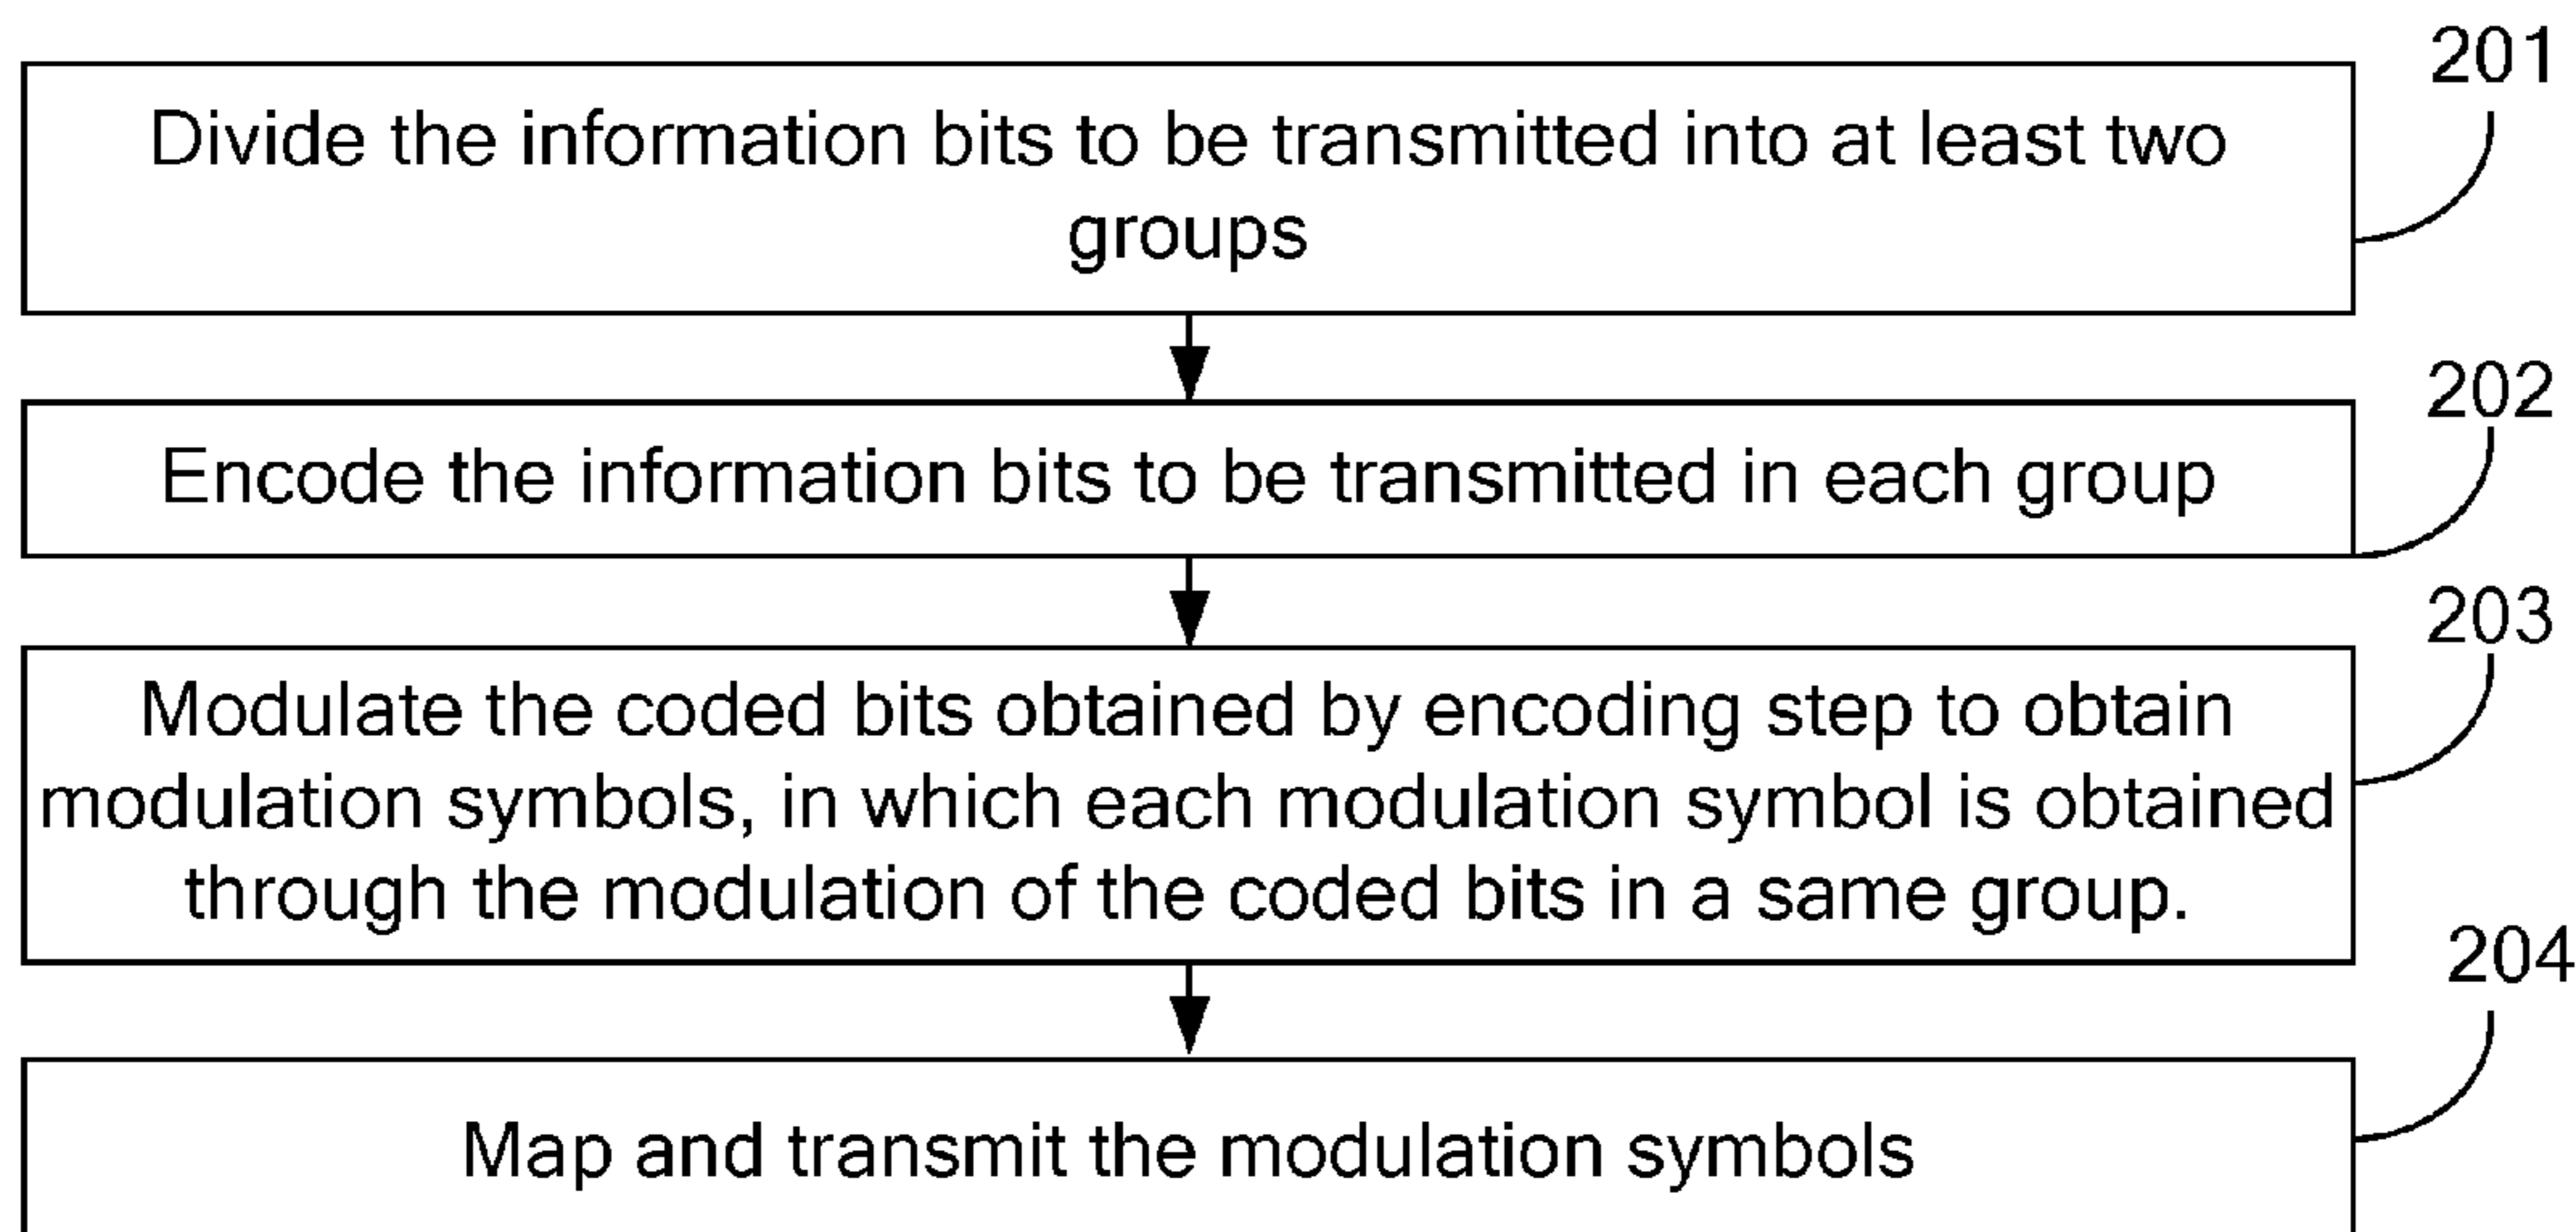 201
Divide the information bits to be transmitted into at least two
groups
202
Encode the information bits to be transmitted in each group
203
Modulate the coded bits obtained by encoding step to obtain
modulation symbols, in which each modulation symbol is obtained
through the modulation of the coded bits in a same group.
204
Map and transmit the modulation symbols